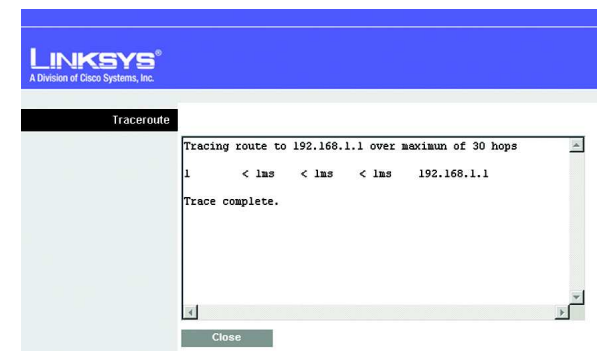 LINKSYS®
A Division of Cisco Systems, Inc.
Traceroute
Tracing route to 192.168.1.1 over maximun of 30 hops
1 < 1ms < 1ms < 1ms 192.168.1.1
Trace complete.
Close